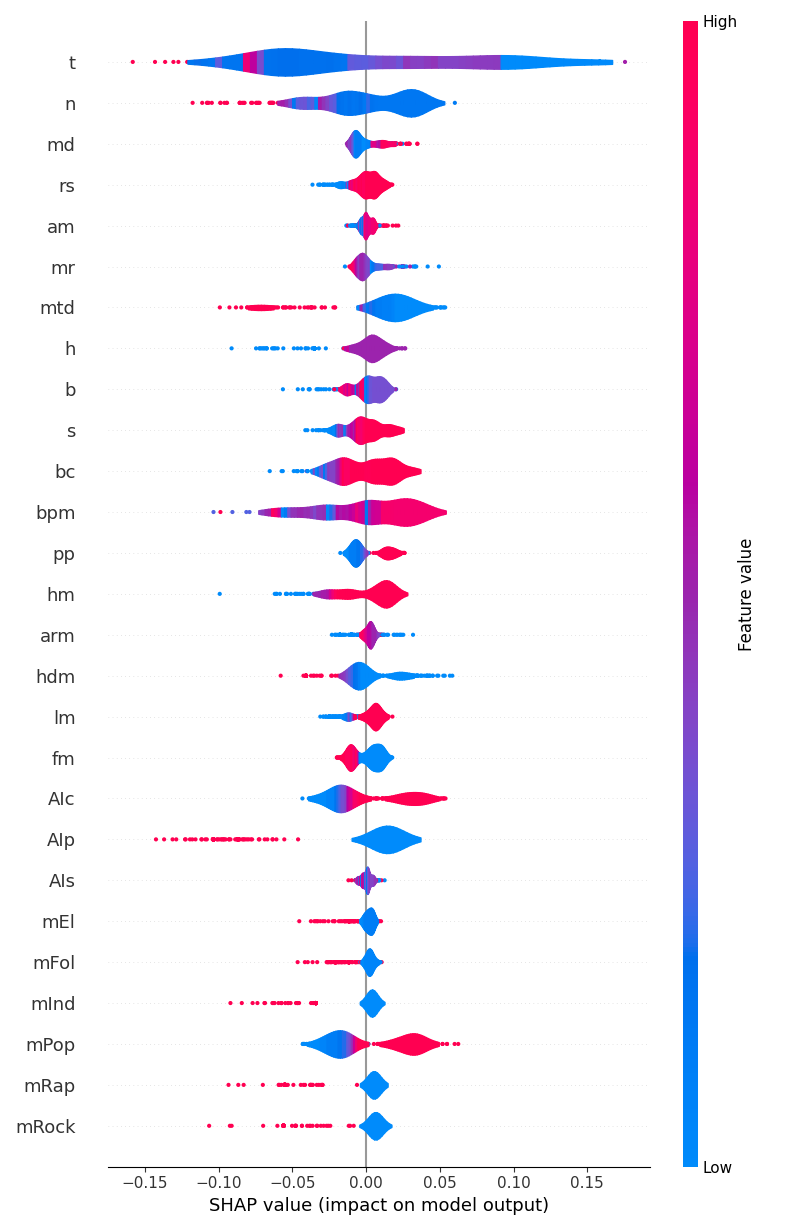 High
t
n
md
rs
am
mr
mtd
h
b
s
bc
bpm
pp
hm
arm
hdm
lm
fm
AIc
AIp
AIs
mEl
mFol
mInd
mPop
mRap
mRock
Feature value
Low
−0.15 −0.10 −0.05 0.00 0.05 0.10 0.15
SHAP value (impact on model output)